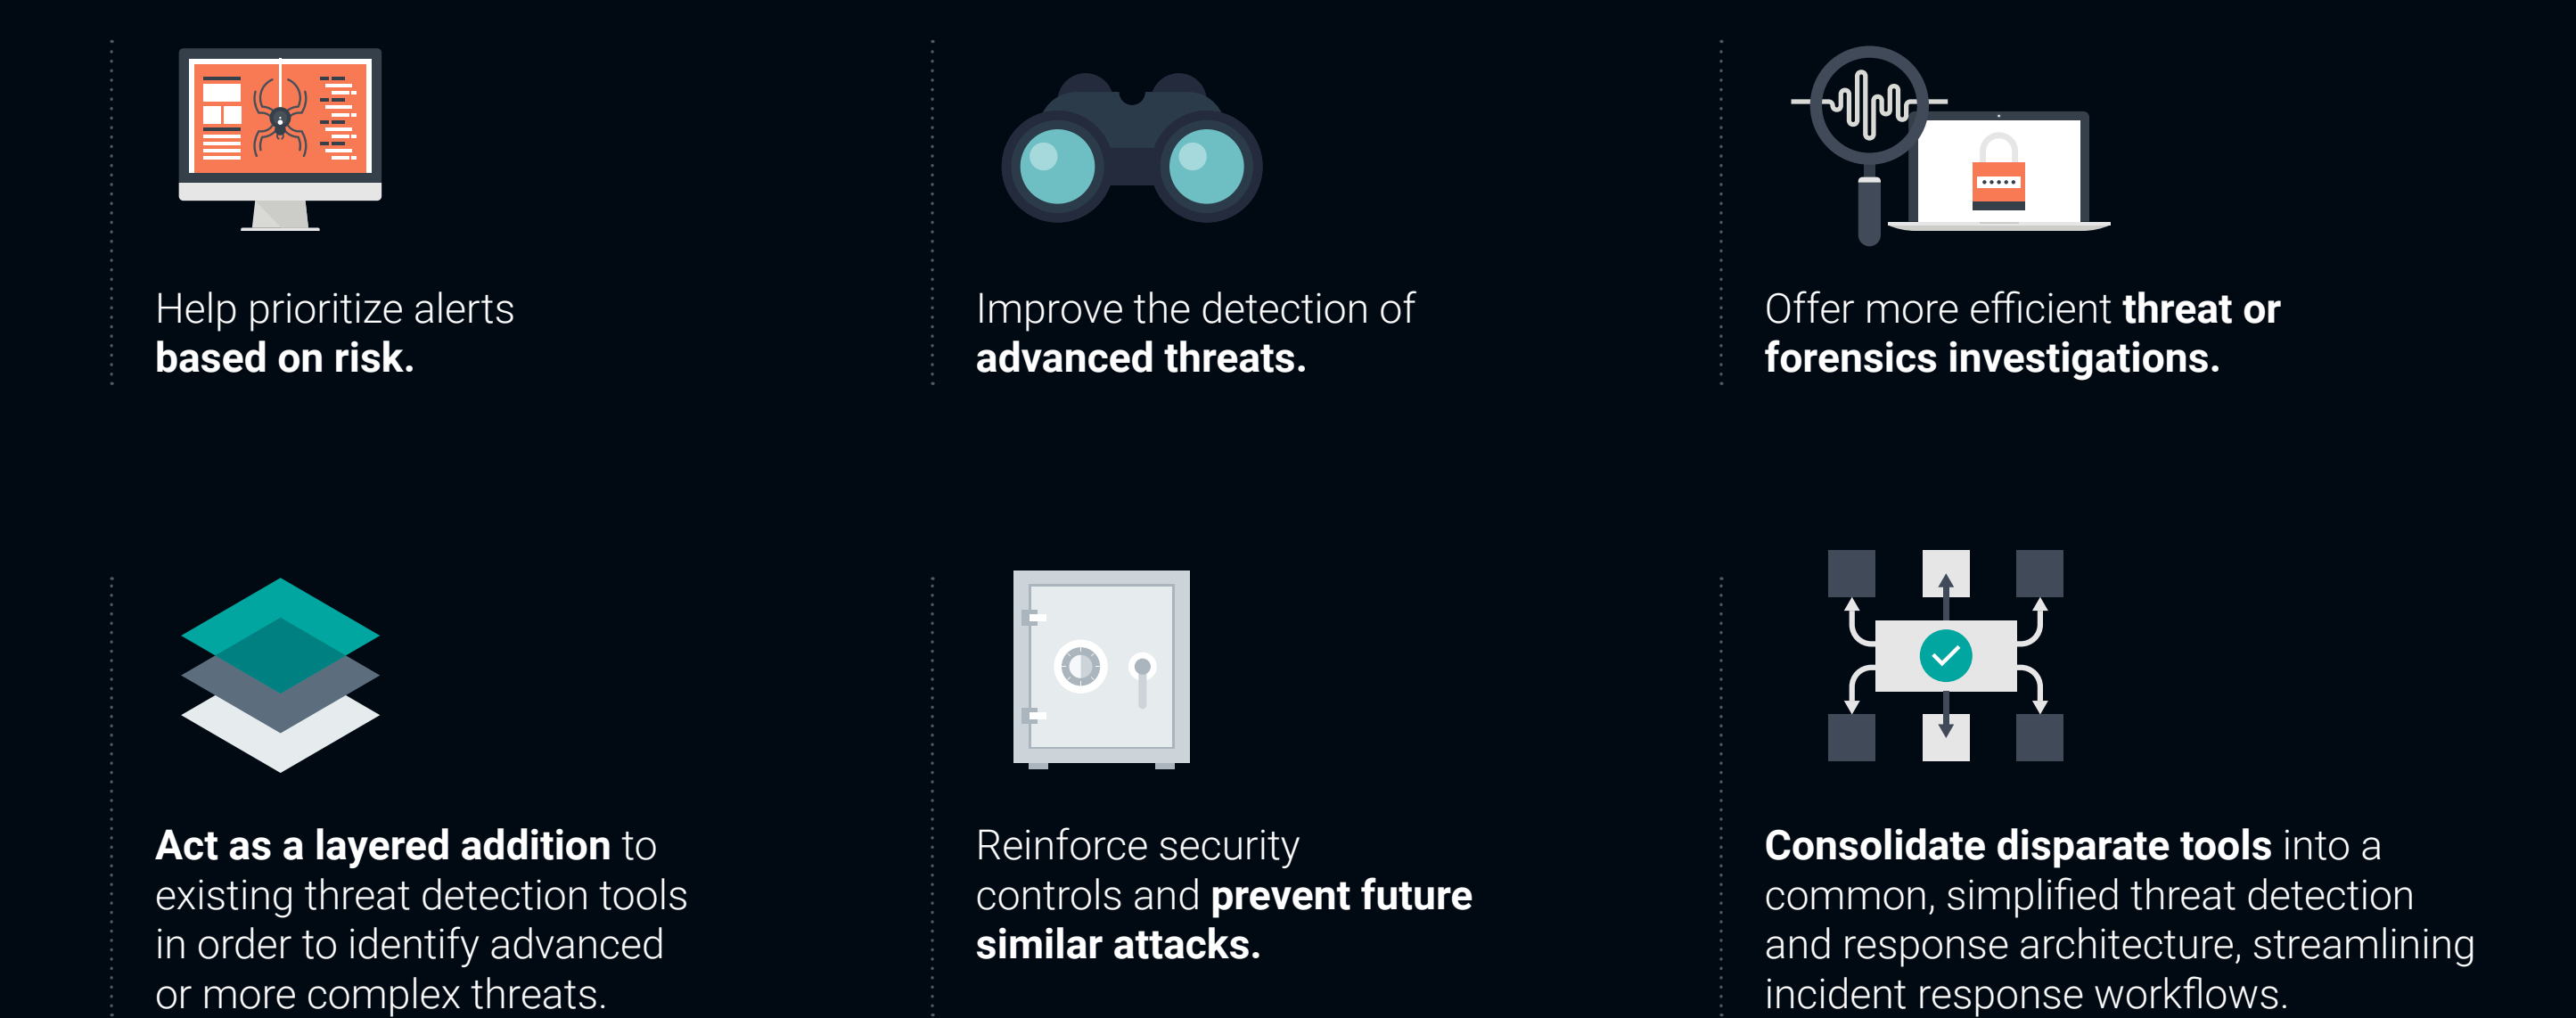 Help prioritize alerts
based on risk.
Improve the detection of
advanced threats.
Offer more efficient threat or
forensics investigations.
Act as a layered addition to
existing threat detection tools
in order to identify advanced
or more complex threats.
Reinforce security
controls and prevent future
similar attacks.
Consolidate disparate tools into a
common, simplified threat detection
and response architecture, streamlining
incident response workflows.